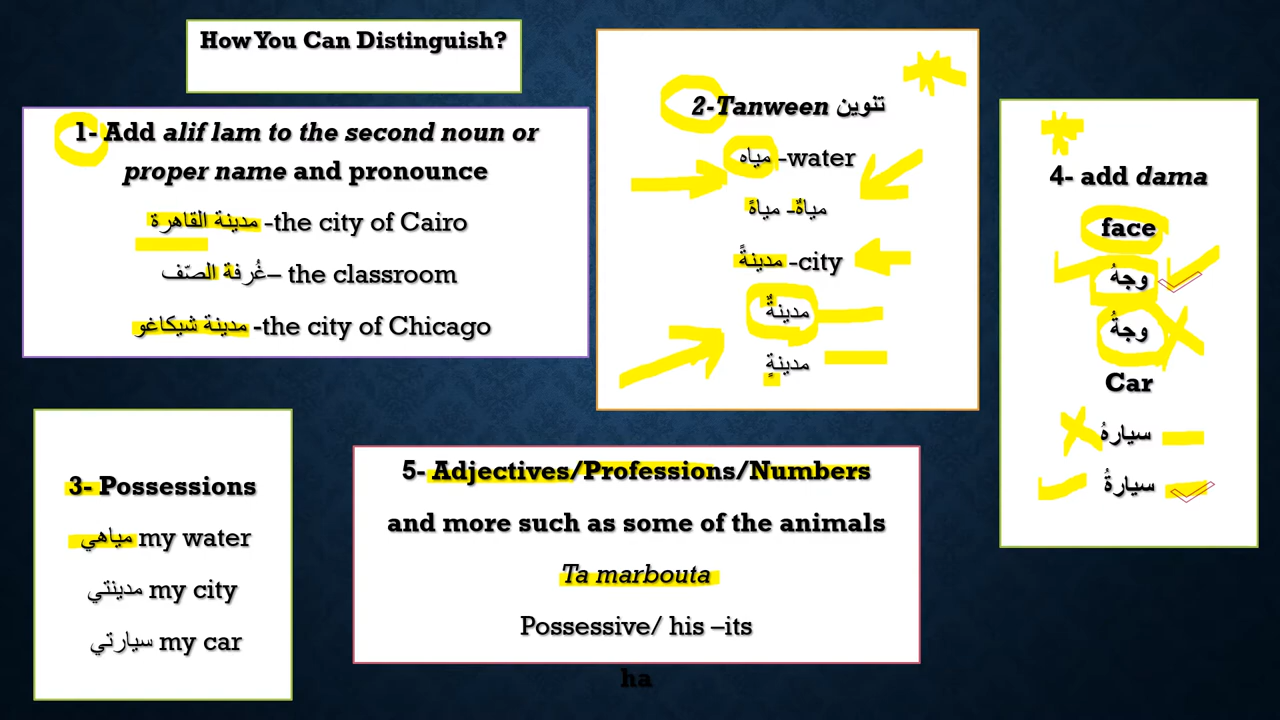 How You Can Distinguish?
1- Add alif lam to the second noun or
proper name and pronounce
مدينة القاهرة -the city of Cairo
غُرفة الصّف – the classroom
مدينة شيكاغو -the city of Chicago
2-Tanween تنوين
مياه -water
مياهٌ- مياهً
مدينةً -city
مدينةٌ
مدينةٍ
3- Possessions
مياهي my water
مدينتي my city
سيارتي my car
4- add dama
face
وجهُ
وجةُ
Car
سيارهُ
سيارةُ
5- Adjectives/Professions/Numbers
and more such as some of the animals
Ta marbouta
Possessive/ his –its
ha